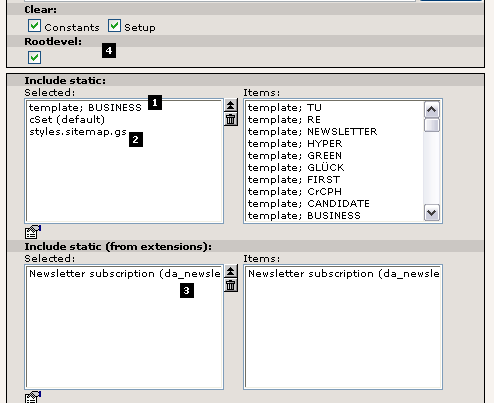 Clear:
Constants Setup
Rootlevel:
4
Include static:
Selected: Items:
template; BUSINESS 1
cSet (default)
styles.sitemap.gs 2
template; TU
template; RE
template; NEWSLETTER
template; HYPER
template; GREEN
template; GLÜCK
template; FIRST
template; CrCPH
template; CANDIDATE
template; BUSINESS
Include static (from extensions):
Selected: Items:
Newsletter subscription (da_newsle
3
Newsletter subscription (da_newsle